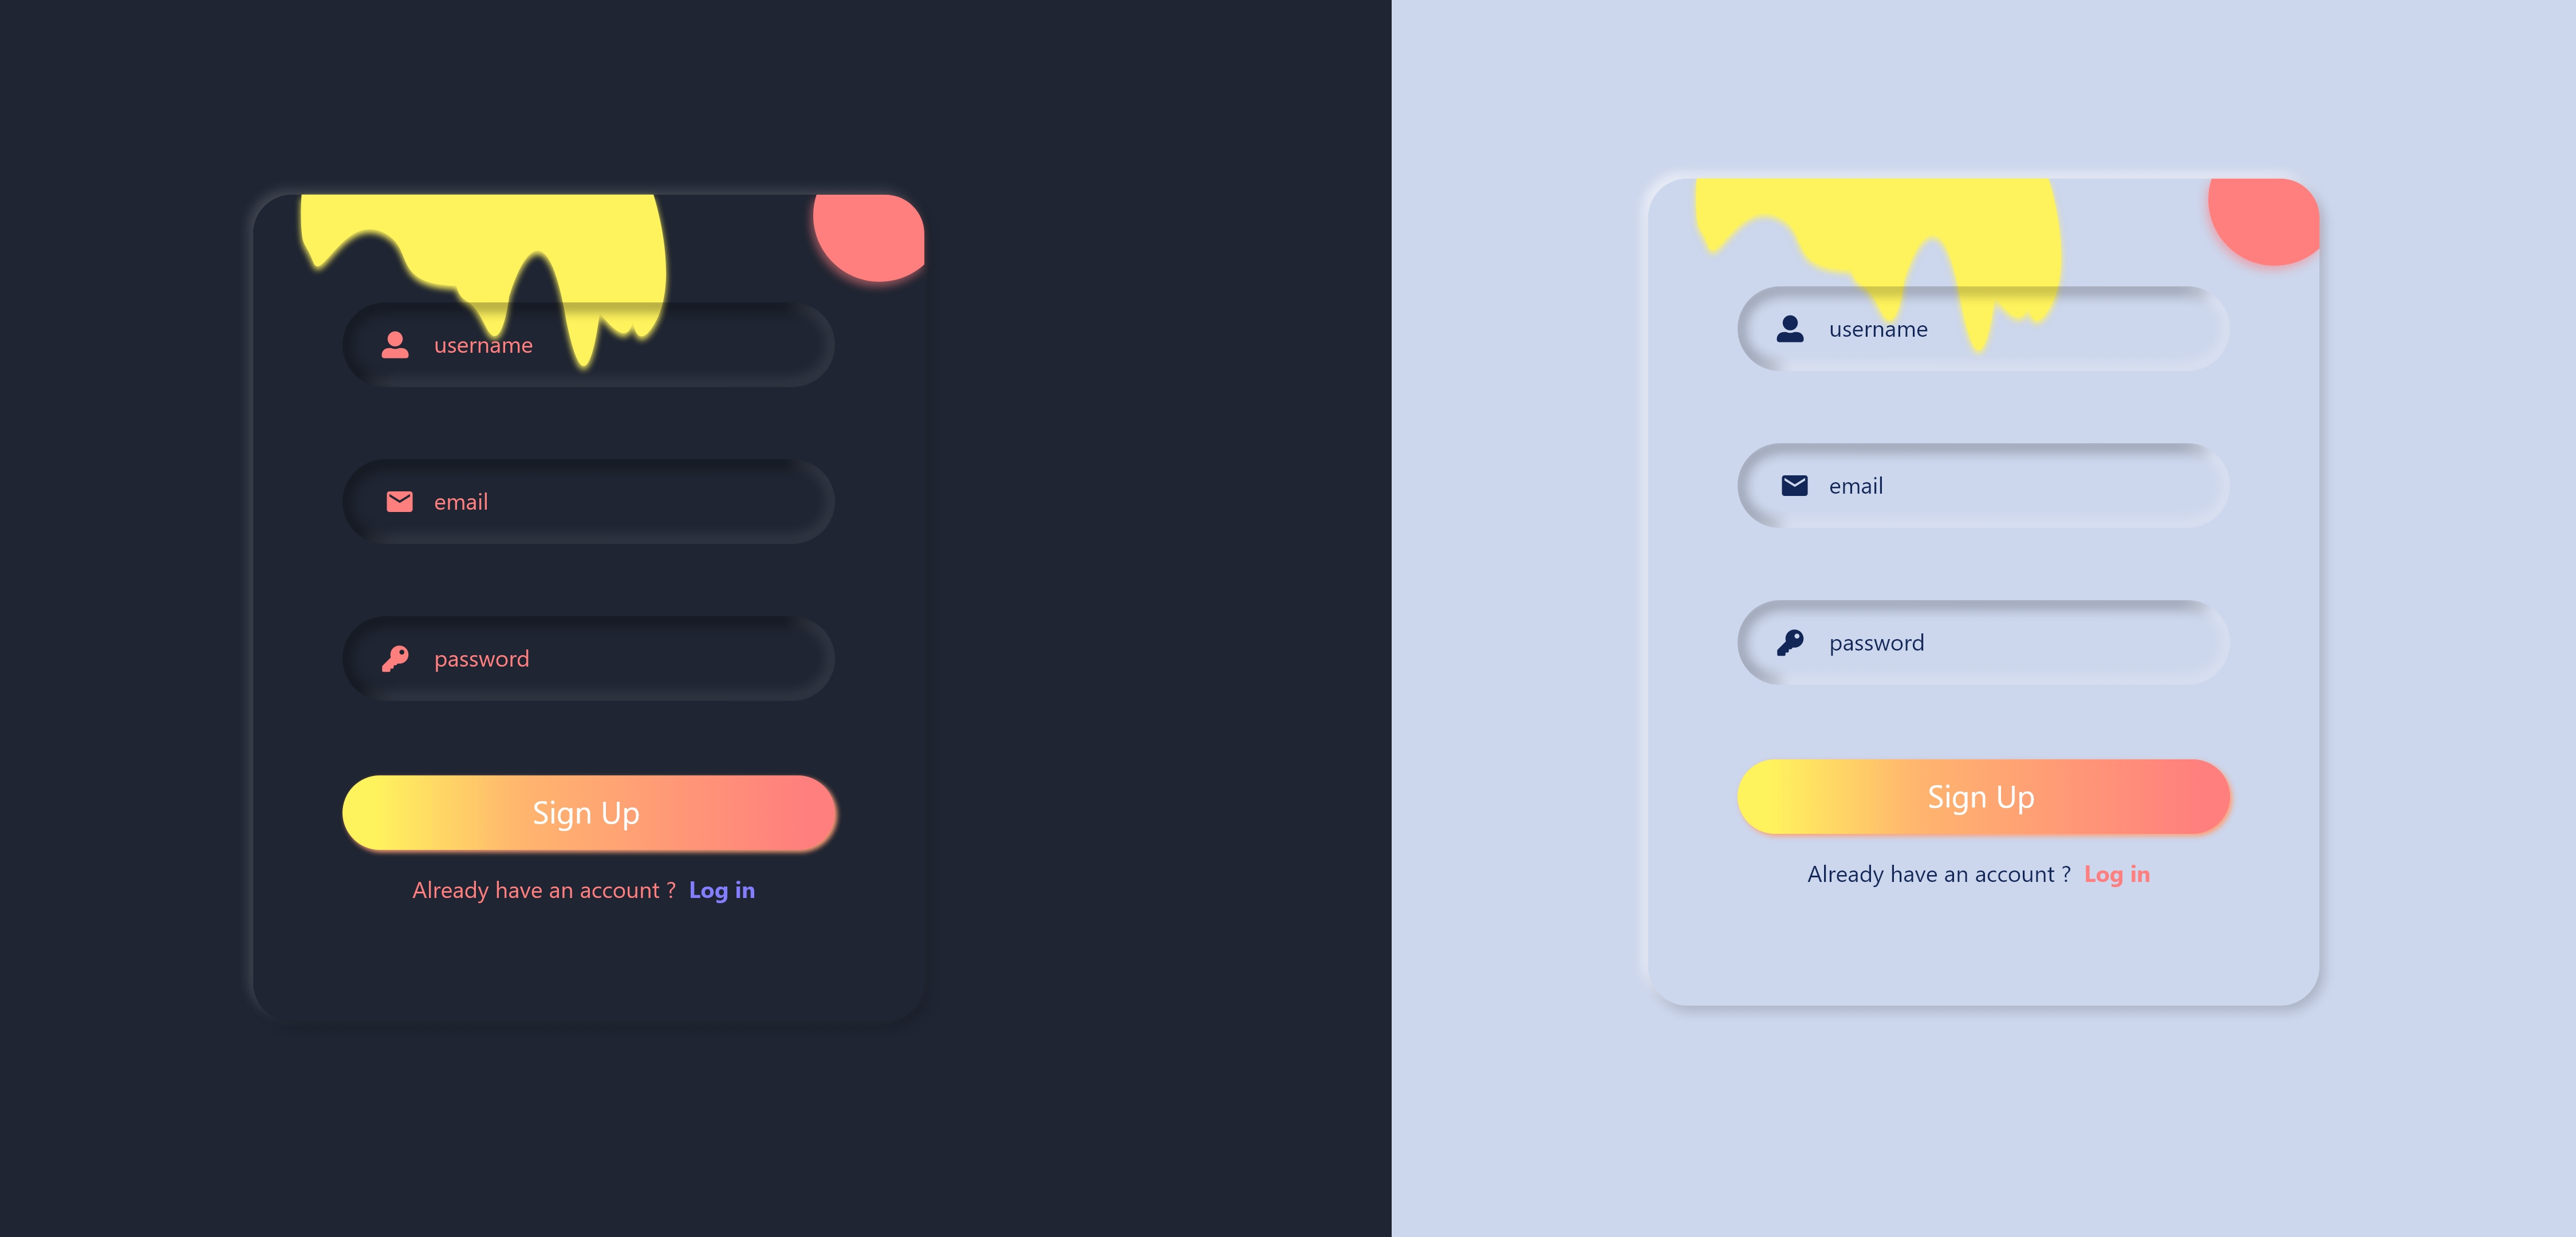 username
email
password
Sign Up
Already have an account ? Log in
username
email
password
Sign Up
Already have an account ? Log in